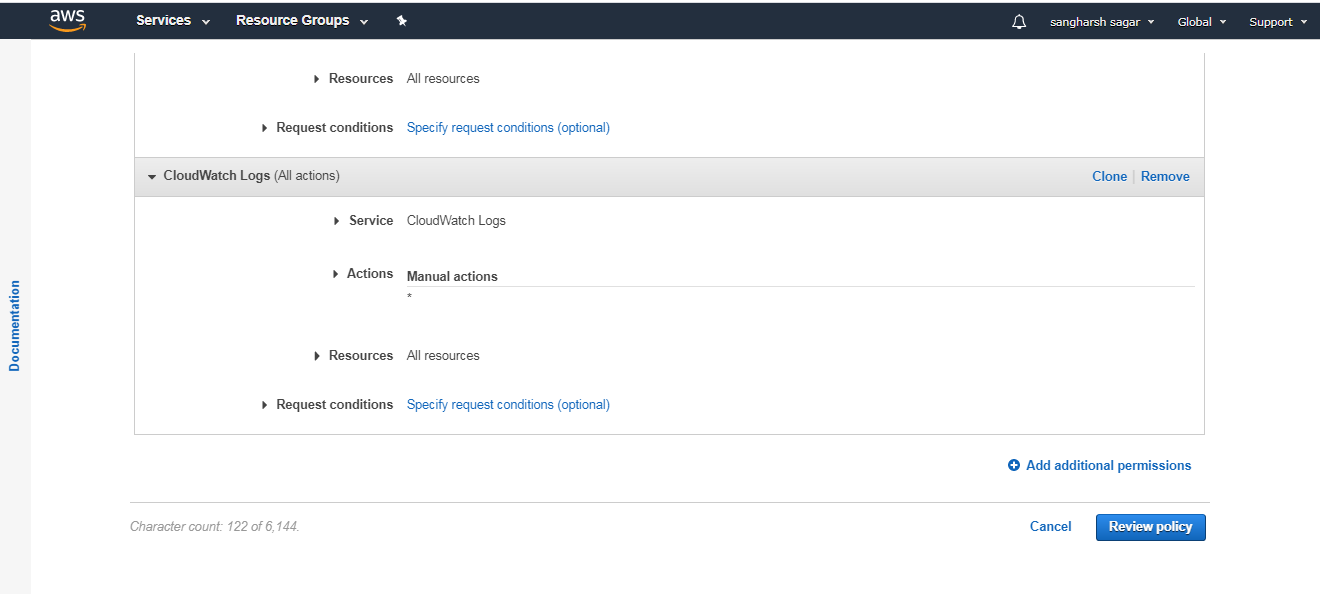 aws Services Resource Groups sangharsh sagar Global Support
Resources All resources
Request conditions Specify request conditions (optional)
CloudWatch Logs (All actions) Clone | Remove
Service CloudWatch Logs
Actions Manual actions
*
Documentation
Resources All resources
Request conditions Specify request conditions (optional)
Add additional permissions
Character count: 122 of 6,144. Cancel Review policy